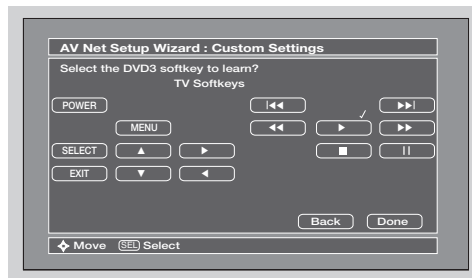 AV Net Setup Wizard : Custom Settings
Select the DVD3 softkey to learn?
TV Softkeys
POWER
MENU
SELECT
EXIT
Back Done
Move SEL Select